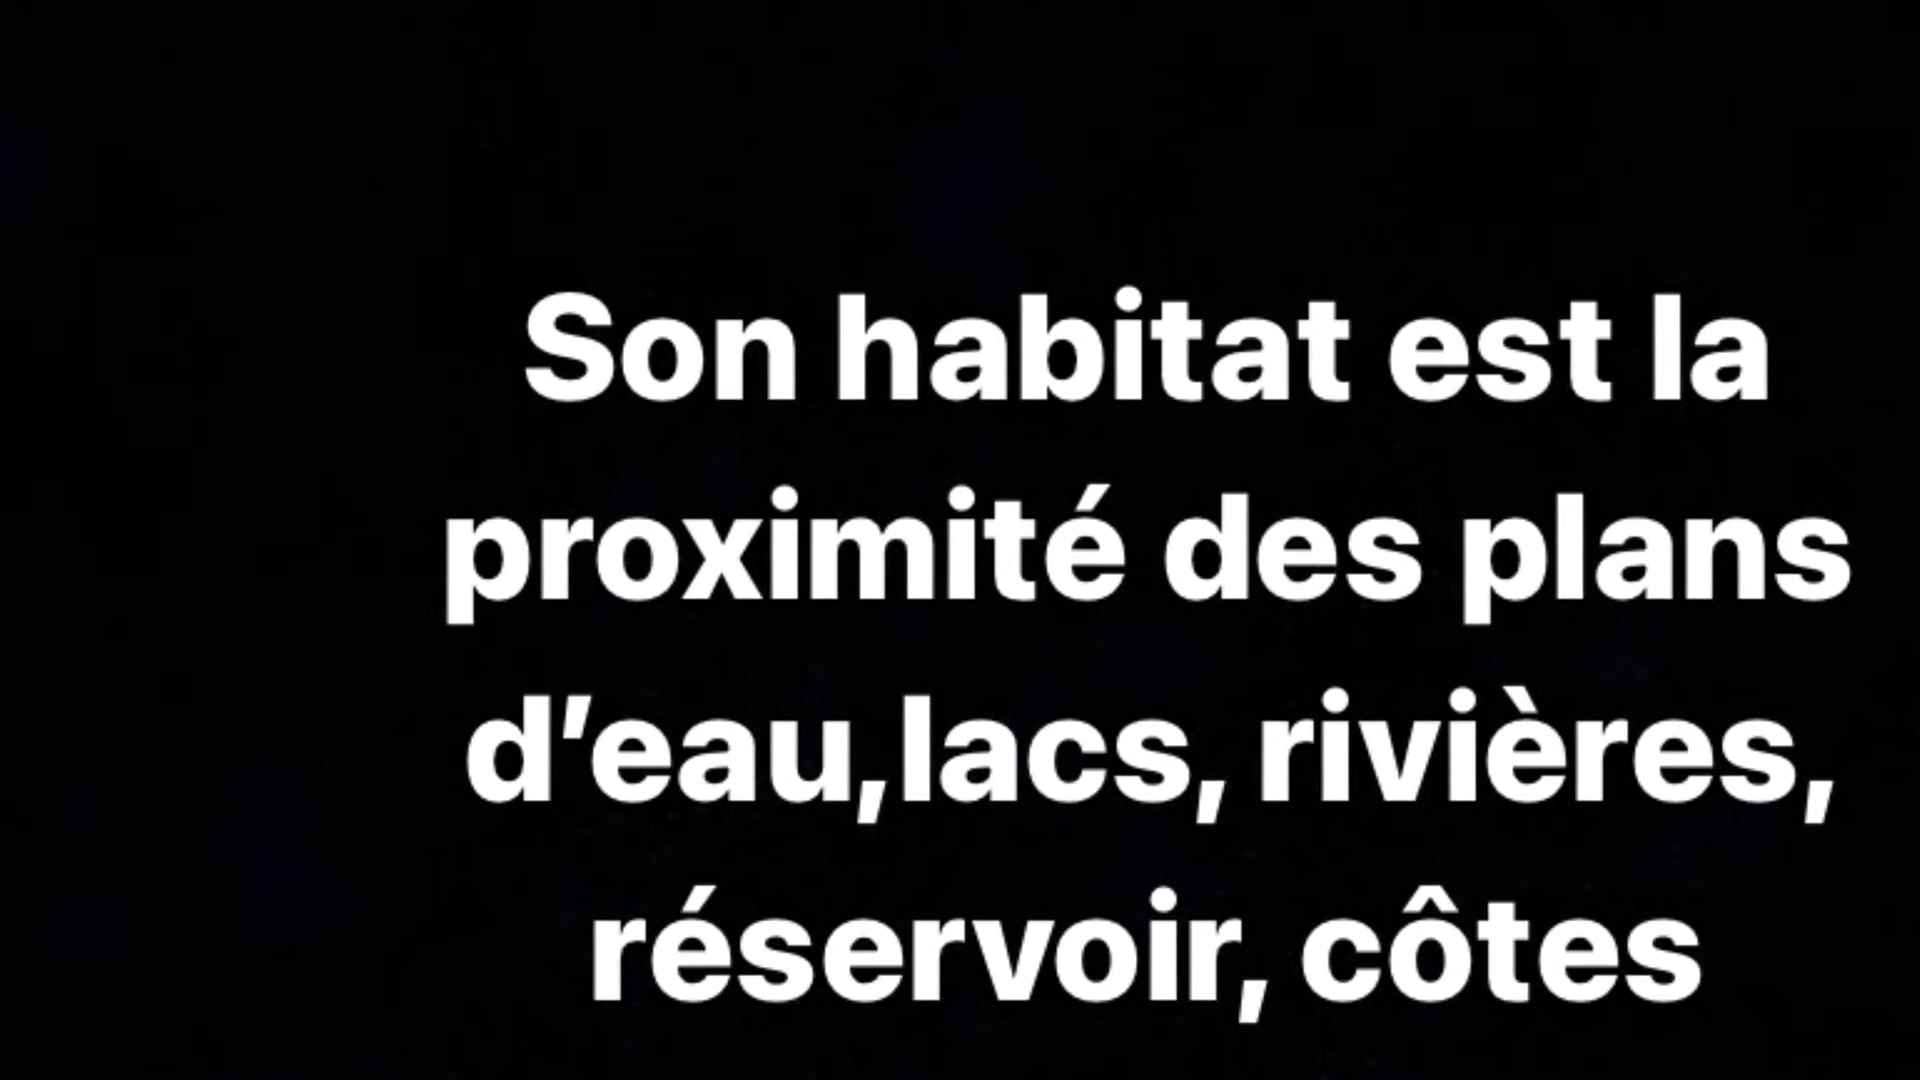 Son habitat est la
proximité des plans
d’eau,lacs, rivières,
réservoir, côtes